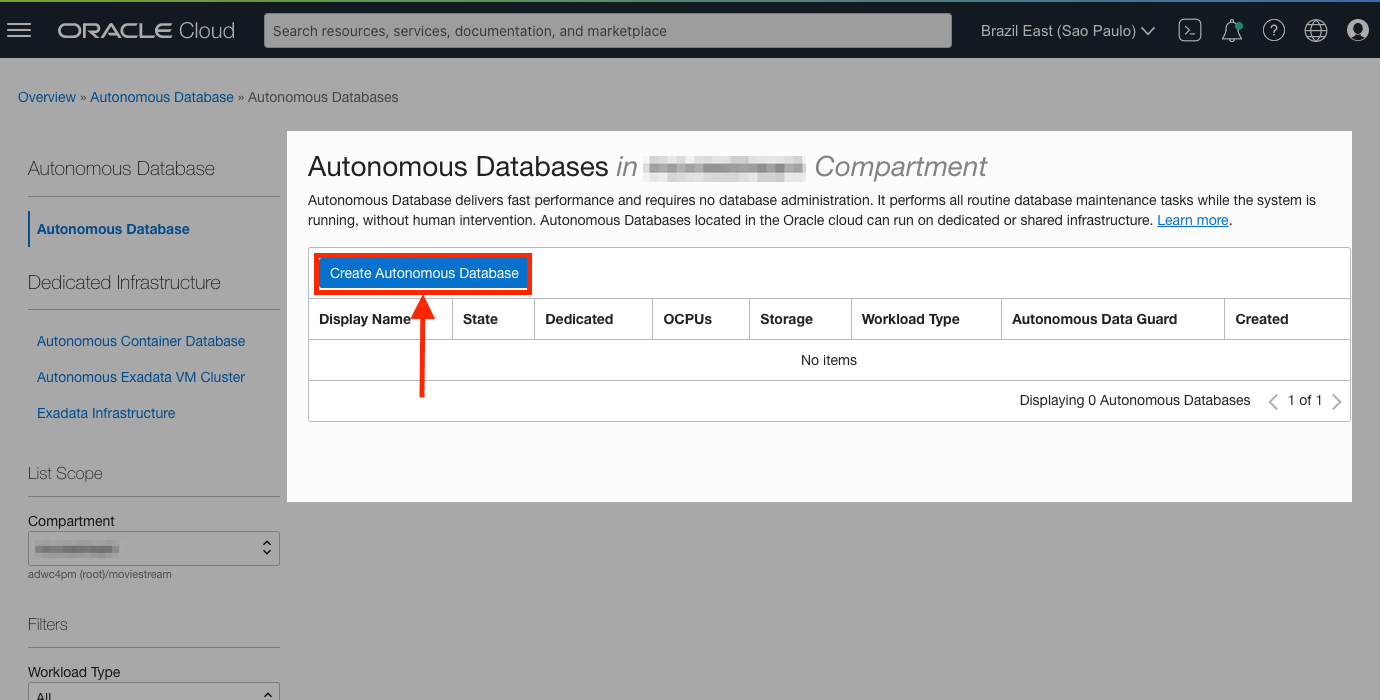 ORACLE Cloud
Search resources, services, documentation, and marketplace
Brazil East (Sao Paulo)
Overview » Autonomous Database » Autonomous Databases
Autonomous Database
Autonomous Database
Dedicated Infrastructure
Autonomous Container Database
Autonomous Exadata VM Cluster
Exadata Infrastructure
List Scope
Compartment
adwc4pm (root)/moviestream
Filters
Workload Type
All
Autonomous Databases in Compartment
Autonomous Database delivers fast performance and requires no database administration. It performs all routine database maintenance tasks while the system is
running, without human intervention. Autonomous Databases located in the Oracle cloud can run on dedicated or shared infrastructure. Learn more.
Create Autonomous Database
Display Name State Dedicated OCPUs Storage Workload Type Autonomous Data Guard Created
No items
Displaying 0 Autonomous Databases 1 of 1